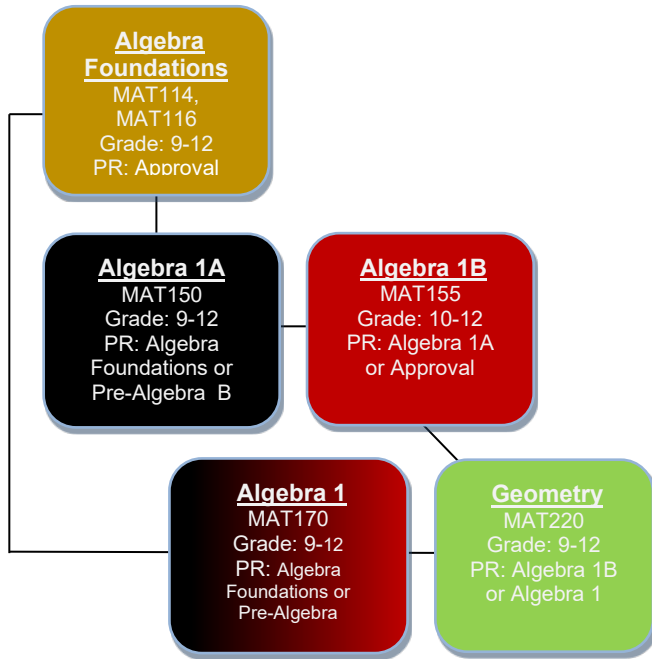 Algebra
Foundations
MAT114,
MAT116
Grade: 9-12
PR: Approval
Algebra 1A
MAT150
Grade: 9-12
PR: Algebra
Foundations or
Pre-Algebra B
Algebra 1B
MAT155
Grade: 10-12
PR: Algebra 1A
or Approval
Algebra 1
MAT170
Grade: 9-12
PR: Algebra
Foundations or
Pre-Algebra
Geometry
MAT220
Grade: 9-12
PR: Algebra 1B
or Algebra 1